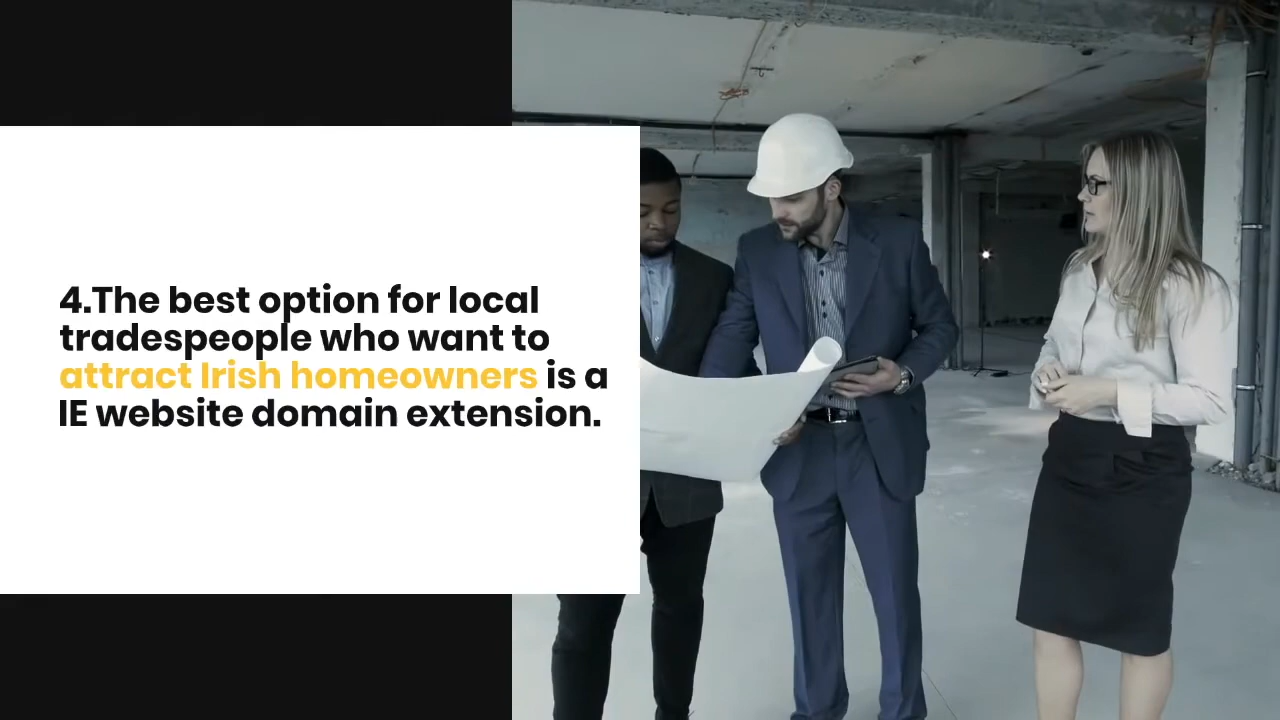 4.The best option for local
tradespeople who want to
attract Irish homeowners is a
IE website domain extension.